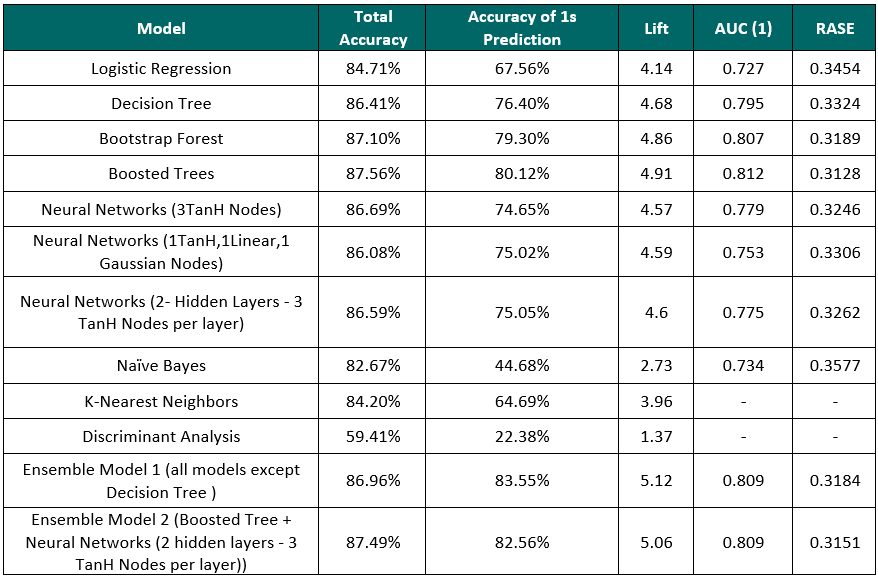 Model Total Accuracy Accuracy of 1s Prediction Lift AUC (1) RASE
Logistic Regression 84.71% 67.56% 4.14 0.727 0.3454
Decision Tree 86.41% 76.40% 4.68 0.795 0.3324
Bootstrap Forest 87.10% 79.30% 4.86 0.807 0.3189
Boosted Trees 87.56% 80.12% 4.91 0.812 0.3128
Neural Networks (3TanH Nodes) 86.69% 74.65% 4.57 0.779 0.3246
Neural Networks (1TanH,1Linear,1
Gaussian Nodes) 86.08% 75.02% 4.59 0.753 0.3306
Neural Networks (2- Hidden Layers - 3
TanH Nodes per layer) 86.59% 75.05% 4.6 0.775 0.3262
Naïve Bayes 82.67% 44.68% 2.73 0.734 0.3577
K-Nearest Neighbors 84.20% 64.69% 3.96 - -
Discriminant Analysis 59.41% 22.38% 1.37 - -
Ensemble Model 1 (all models except
Decision Tree ) 86.96% 83.55% 5.12 0.809 0.3184
Ensemble Model 2 (Boosted Tree +
Neural Networks (2 hidden layers - 3
TanH Nodes per layer)) 87.49% 82.56% 5.06 0.809 0.3151